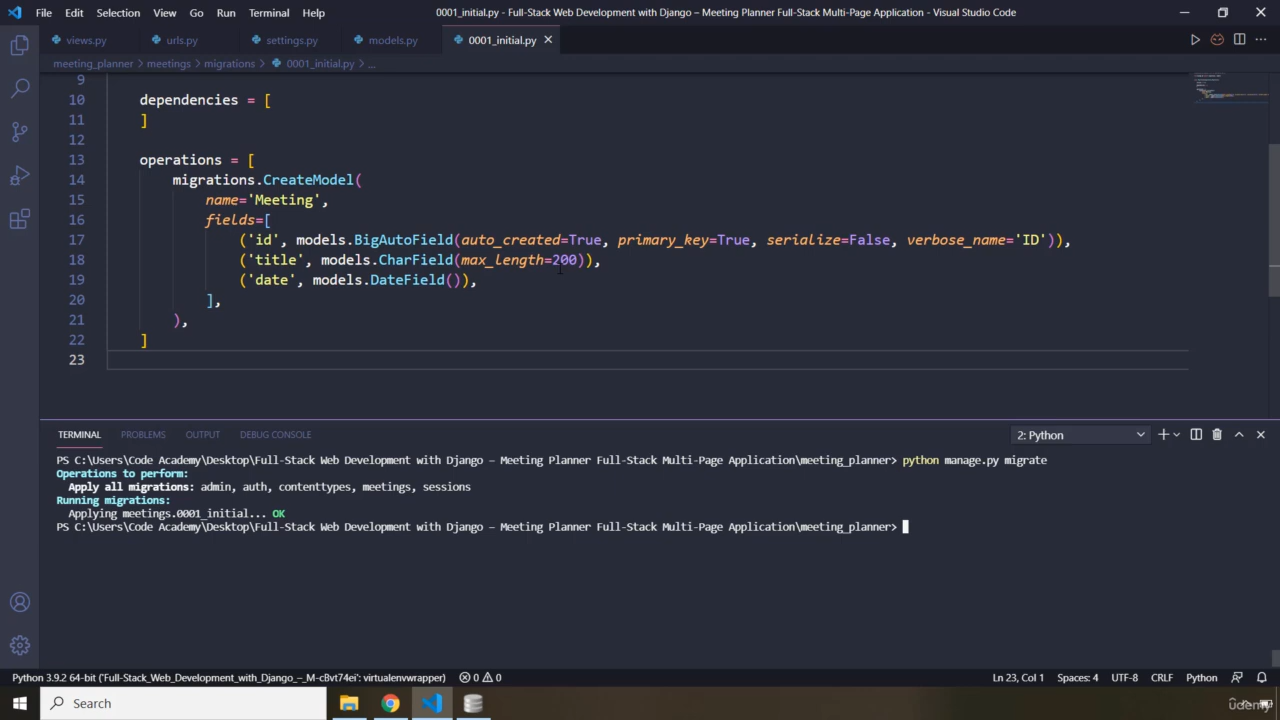 File Edit Selection View Go Run Terminal Help 0001_initial.py - Full-Stack Web Development with Django – Meeting Planner Full-Stack Multi-Page Application - Visual Studio Code
views.py urls.py settings.py models.py 0001_initial.py
meeting_planner > meetings > migrations > 0001_initial.py > ...
9
10 dependencies = [
11 ]
12
13 operations = [
14 migrations.CreateModel(
15 name='Meeting',
16 fields=[
17 ('id', models.BigAutoField(auto_created=True, primary_key=True, serialize=False, verbose_name='ID')),
18 ('title', models.CharField(max_length=200)),
19 ('date', models.DateField()),
20 ],
21 ),
22 ]
23
TERMINAL PROBLEMS OUTPUT DEBUG CONSOLE 2: Python
PS C:\Users\Code Academy\Desktop\Full-Stack Web Development with Django – Meeting Planner Full-Stack Multi-Page Application\meeting_planner> python manage.py migrate
Operations to perform:
Apply all migrations: admin, auth, contenttypes, meetings, sessions
Running migrations:
Applying meetings.0001_initial... OK
PS C:\Users\Code Academy\Desktop\Full-Stack Web Development with Django – Meeting Planner Full-Stack Multi-Page Application\meeting_planner>
Python 3.9.2 64-bit ('Full-Stack_Web_Development_with_Django_–_M-cBvt74ei': virtualenvwrapper) 0 0 Ln 23, Col 1 Spaces: 4 UTF-8 CRLF Python
Search
Udemy